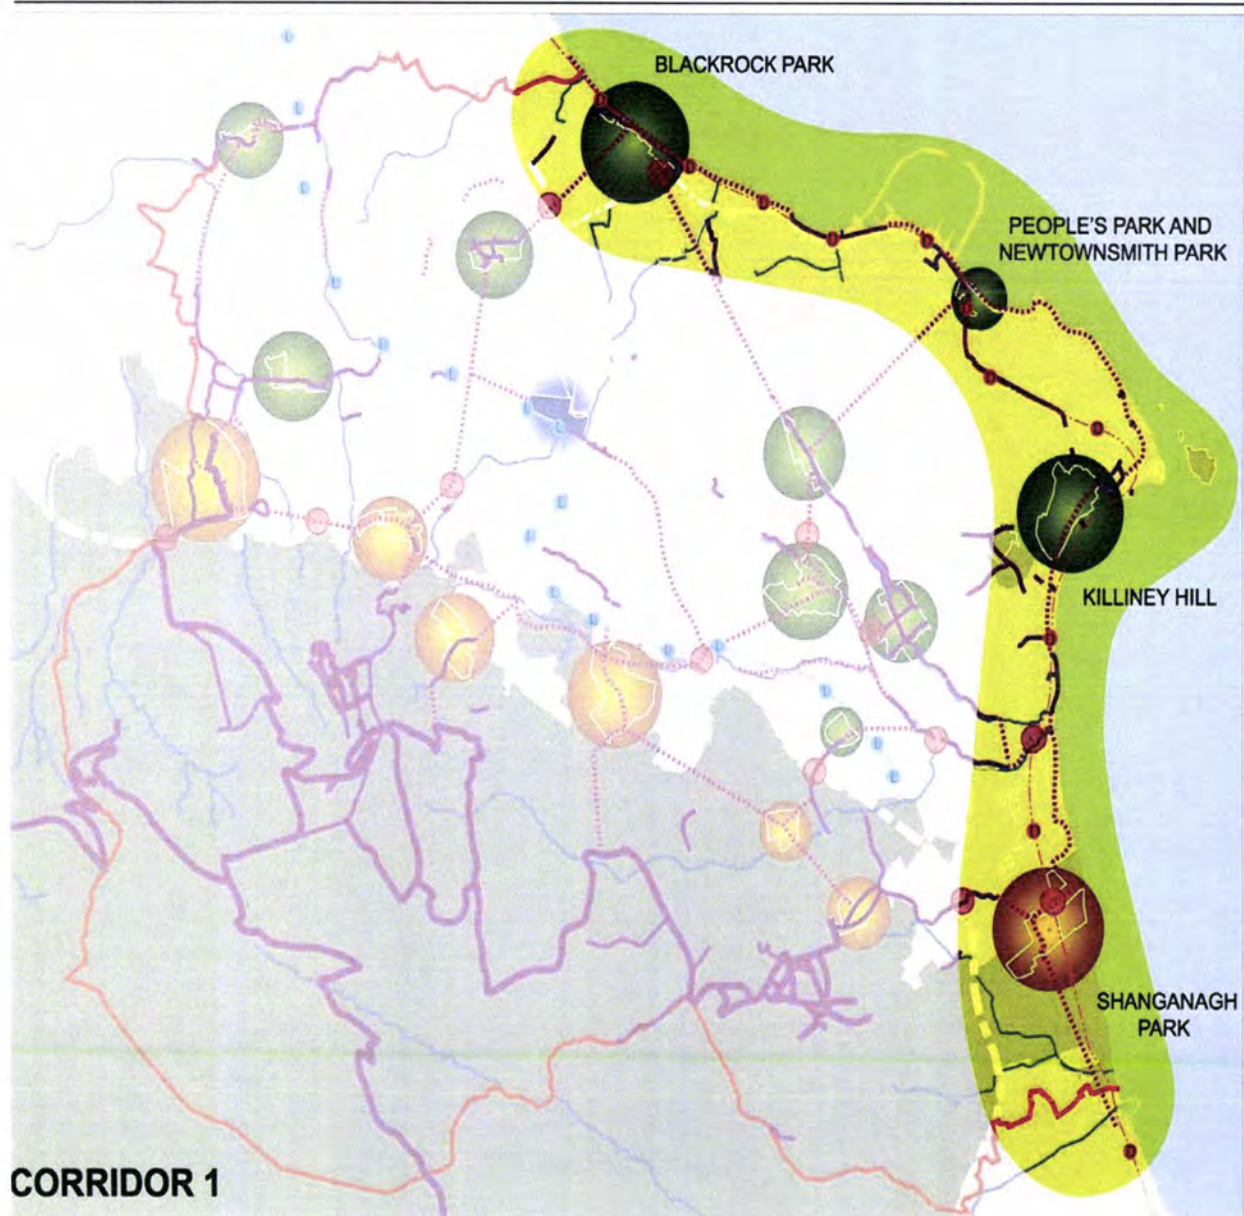 BLACKROCK PARK
PEOPLE'S PARK AND
NEWTOWNSMITH PARK
KILLINEY HILL
SHANGANAGH
PARK
CORRIDOR 1